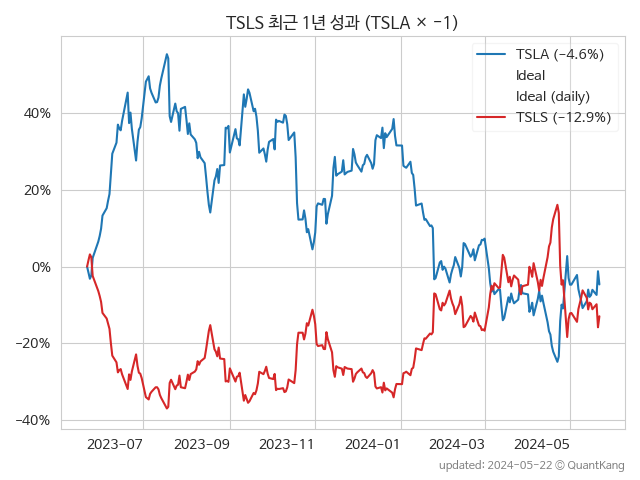 TSLS 최근 1년 성과 (TSLA × −1)
TSLA (−4.6%)
Ideal
Ideal (daily)
TSLS (−12.9%)
40%
20%
0%
−20%
−40%
2023−07
2023−09
2023−11
2024−01
2024−03
2024−05
updated: 2024−05−22 © QuantKang